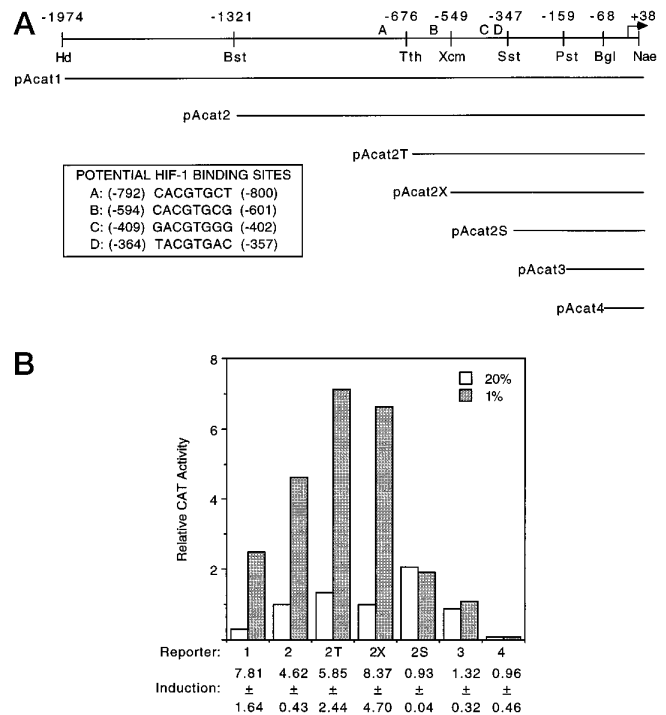 A
-1974 -1321 -676 -549 -347 -159 -68 +38
A B C D
Hd Bst Tth Xcm Sst Pst Bgl Nae
pAcat1
pAcat2
pAcat2T
pAcat2X
pAcat2S
pAcat3
pAcat4
POTENTIAL HIF-1 BINDING SITES
A: (-792) CACGTGCT (-800)
B: (-594) CACGTGCG (-601)
C: (-409) GACGTGGG (-402)
D: (-364) TACGTGAC (-357)
B
8
6
4
2
Relative CAT Activity
20%
1%
Reporter: 1 2 2T 2X 2S 3 4
7.81 4.62 5.85 8.37 0.93 1.32 0.96
Induction: ± ± ± ± ± ± ±
1.64 0.43 2.44 4.70 0.04 0.32 0.46